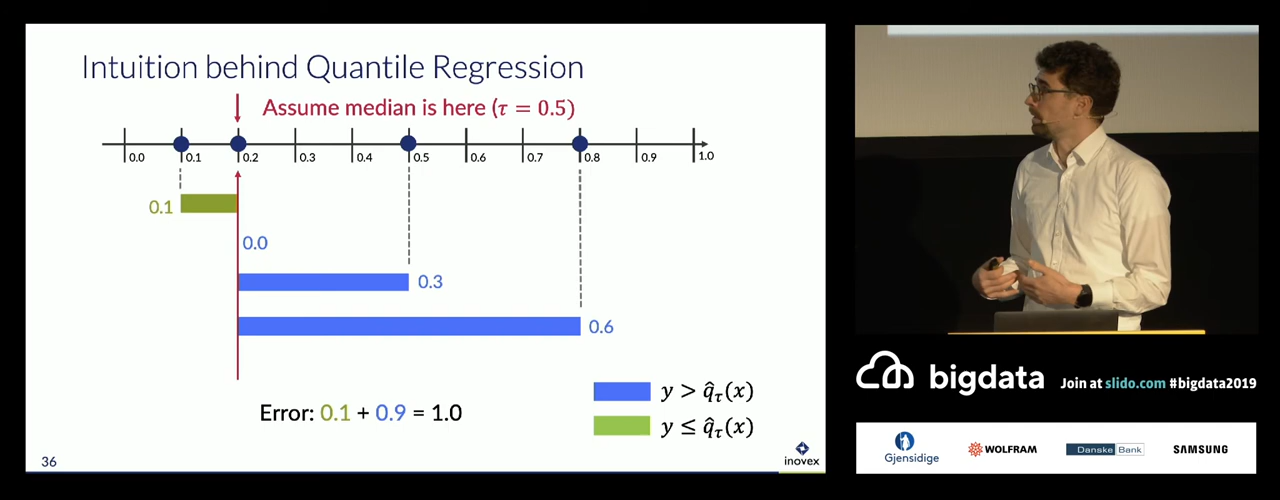 Intuition behind Quantile Regression
Assume median is here (τ = 0.5)
0.0 0.1 0.2 0.3 0.4 0.5 0.6 0.7 0.8 0.9 1.0
0.1
0.0
0.3
0.6
y > q̂τ(x)
y ≤ q̂τ(x)
Error: 0.1 + 0.9 = 1.0
36
inovex
bigdata
Join at slido.com #bigdata2019
Gjensidige
WOLFRAM
Danske Bank
SAMSUNG